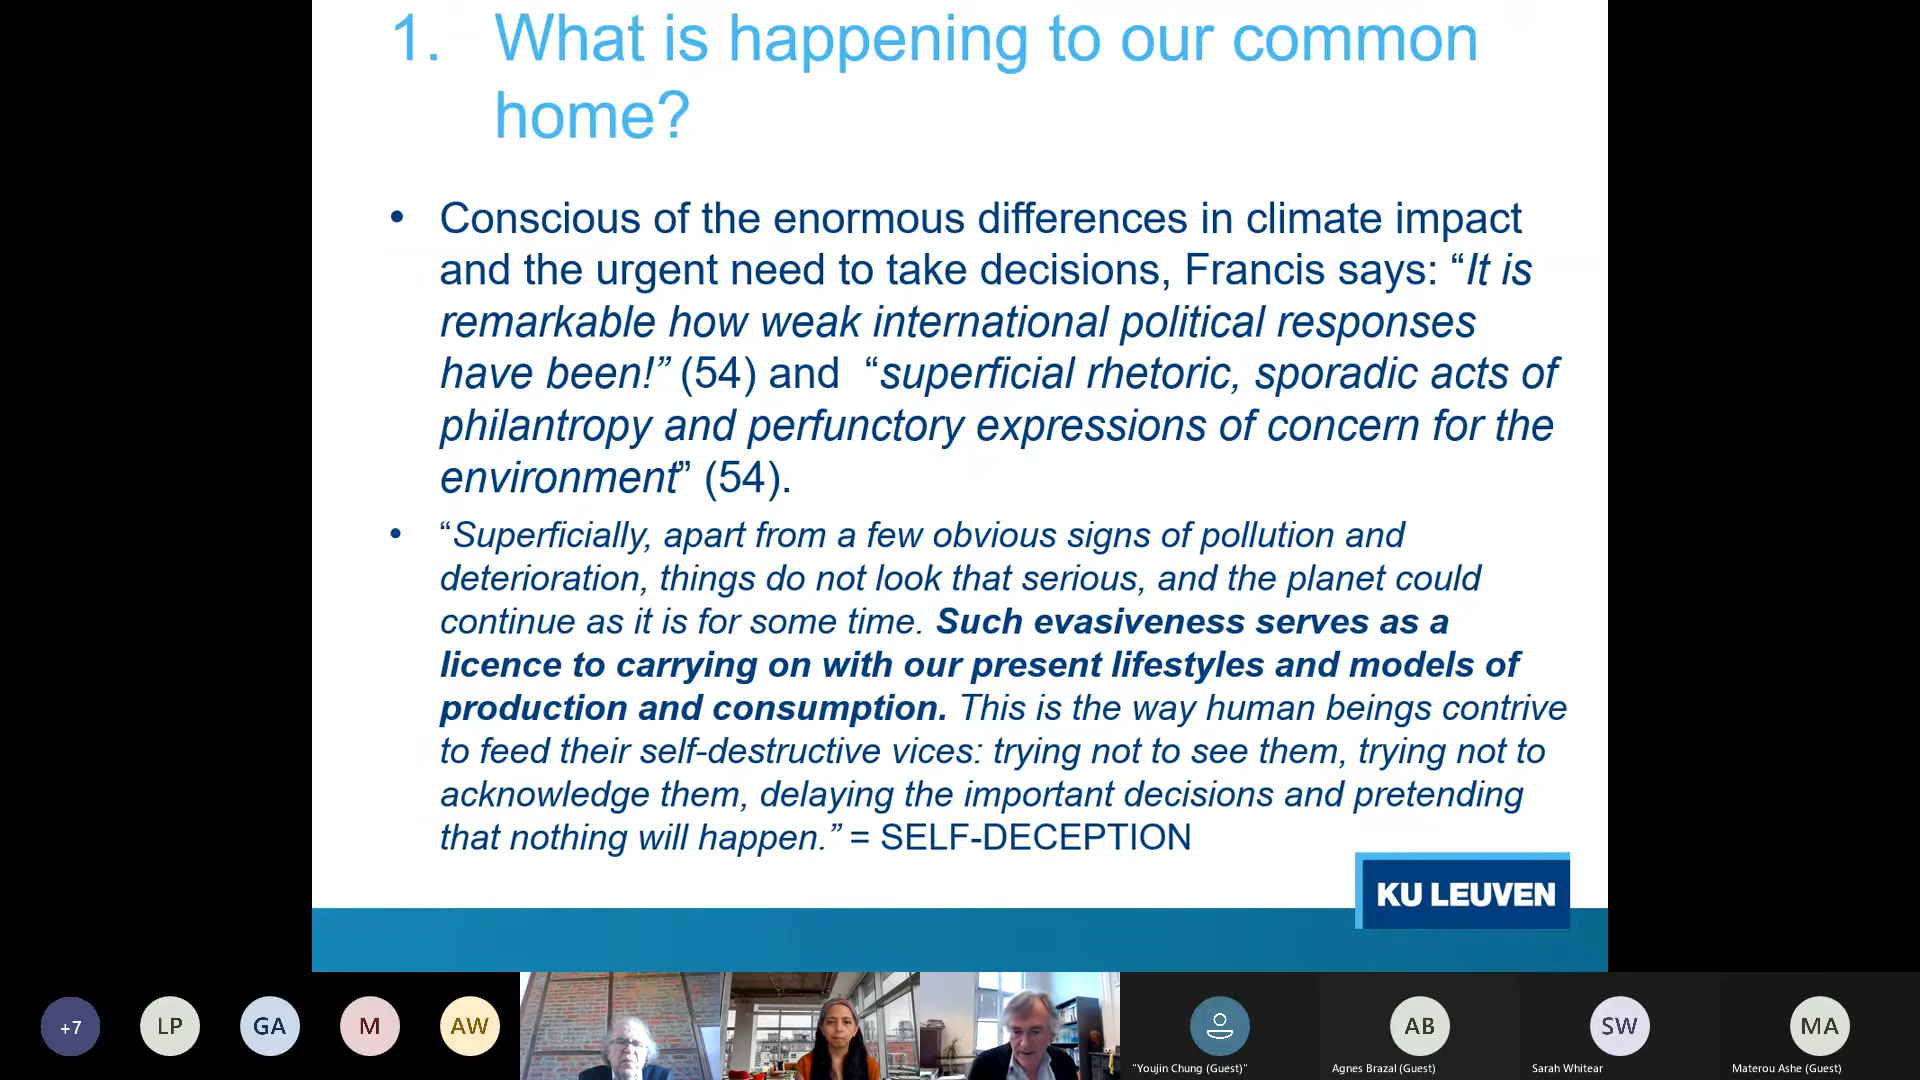 1. What is happening to our common
home?
• Conscious of the enormous differences in climate impact
and the urgent need to take decisions, Francis says: “It is
remarkable how weak international political responses
have been!” (54) and “superficial rhetoric, sporadic acts of
philantropy and perfunctory expressions of concern for the
environment” (54).
• “Superficially, apart from a few obvious signs of pollution and
deterioration, things do not look that serious, and the planet could
continue as it is for some time. Such evasiveness serves as a
licence to carrying on with our present lifestyles and models of
production and consumption. This is the way human beings contrive
to feed their self-destructive vices: trying not to see them, trying not to
acknowledge them, delaying the important decisions and pretending
that nothing will happen.” = SELF-DECEPTION
KU LEUVEN
+7
LP
GA
M
AW
AB
SW
MA
"Youjin Chung (Guest)"
Agnes Brazal (Guest)
Sarah Whitear
Materou Ashe (Guest)